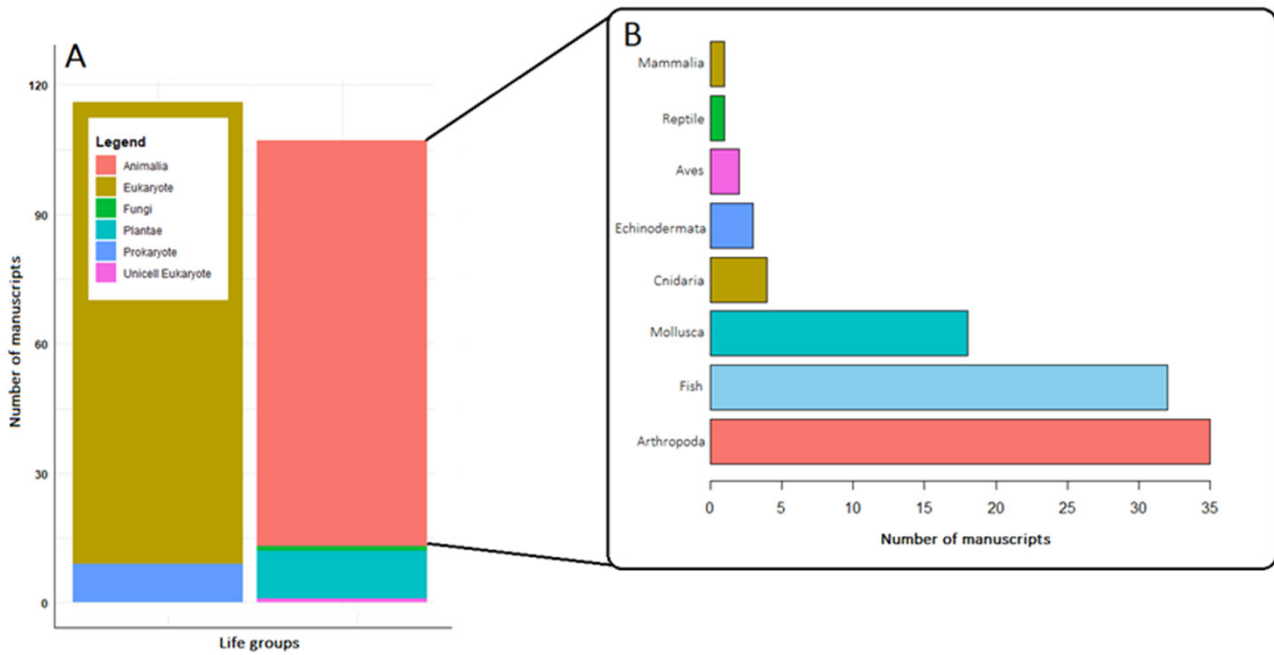 A
120
90
60
30
0
Number of manuscripts
Legend
Animalia
Eukaryote
Fungi
Plantae
Prokaryote
Unicell Eukaryote
Life groups
B
Mammalia
Reptile
Aves
Echinodermata
Cnidaria
Mollusca
Fish
Arthropoda
0 5 10 15 20 25 30 35
Number of manuscripts